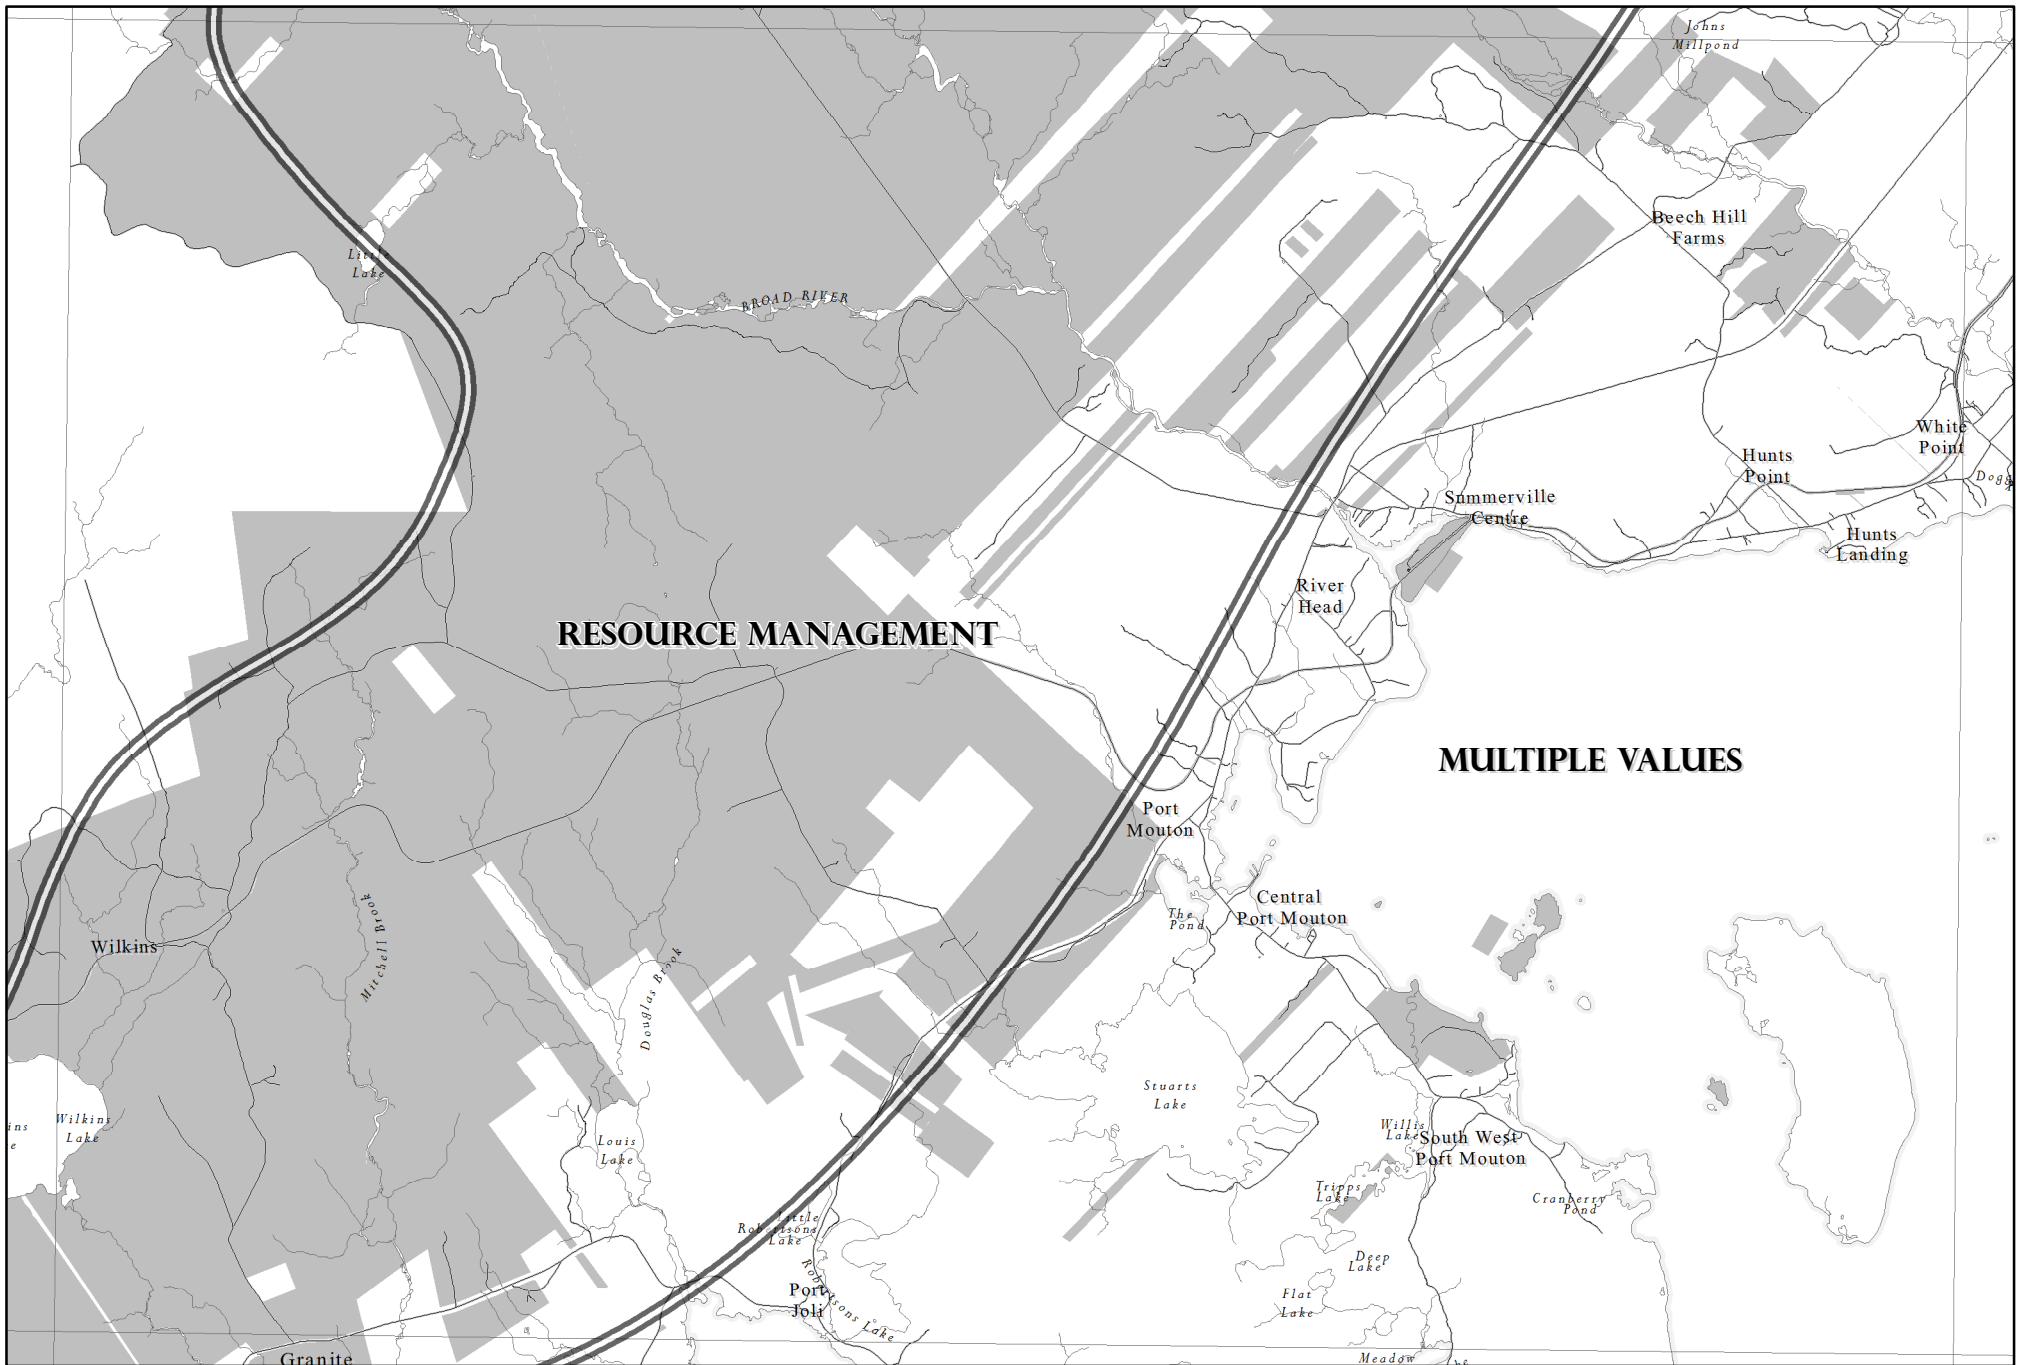 Johns
Millpond
Beech Hill
Farms
Little
Lake
BROAD RIVER
White
Point
Hunts
Point
Summerville
Centre
Hunts
Landing
River
Head
RESOURCE MANAGEMENT
MULTIPLE VALUES
Port
Mouton
Central
Port Mouton
The
Pond
Wilkins
Mitchell Brook
Douglas Brook
Stuarts
Lake
Wilkins
Lake
ins
e
Louis
Lake
Willis
Lake
South West
Port Mouton
Tripps
Lake
Cranberry
Pond
Little
Robertsons
Lake
Deep
Lake
Port
Joli
Robertsons Lake
Flat
Lake
Granite
Meadow